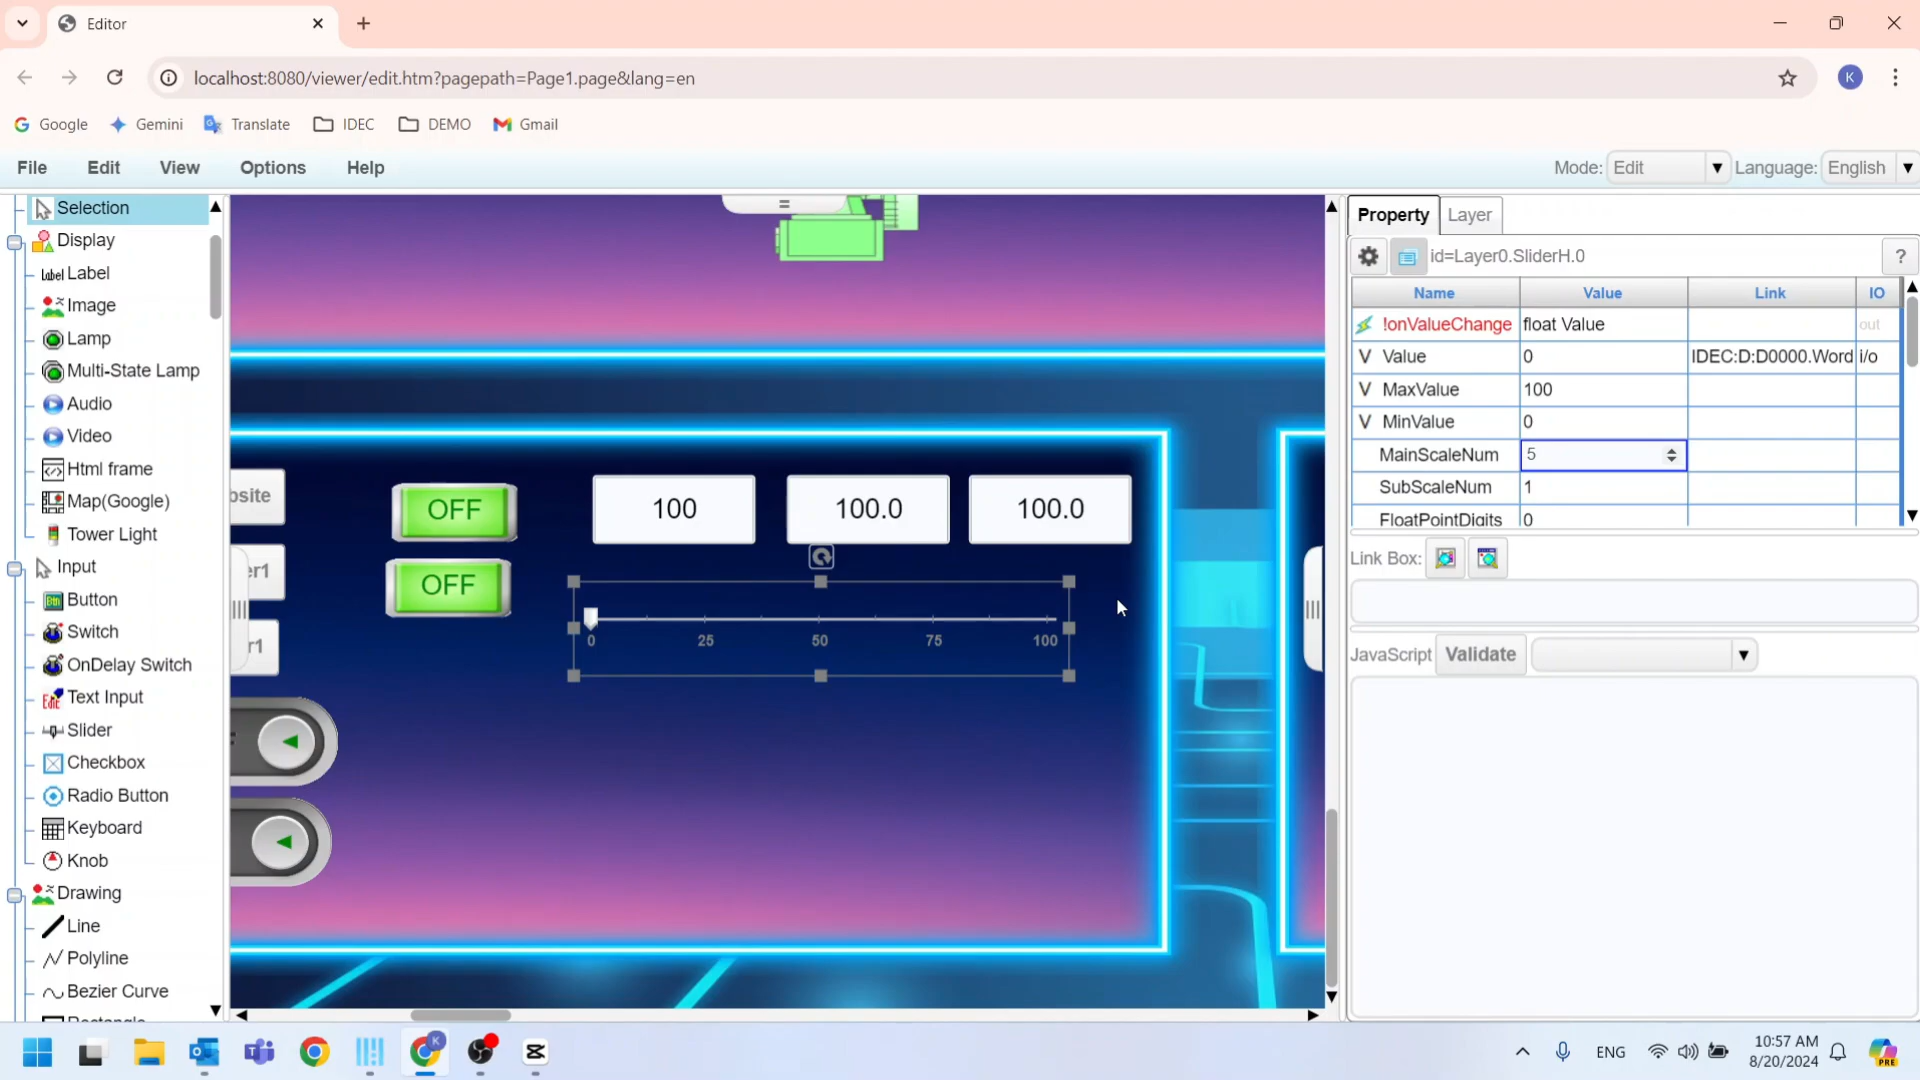 Editor
localhost:8080/viewer/edit.htm?pagepath=Page1.page&lang=en
K
Google
Gemini
Translate
IDEC
DEMO
Gmail
File
Edit
View
Options
Help
Mode:
Edit
Language:
English
Selection
Display
Label Label
Image
Lamp
Multi-State Lamp
Audio
Video
Html frame
Map(Google)
Tower Light
Input
Button
Switch
OnDelay Switch
Text Input
Slider
Checkbox
Radio Button
Keyboard
Knob
Drawing
Line
Polyline
Bezier Curve
OFF
OFF
100
100.0
100.0
0
25
50
75
100
Property
Layer
id=Layer0.SliderH.0
?
Name
Value
Link
IO
!onValueChange
float Value
out
V Value
0
IDEC:D:D0000.Word
i/o
V MaxValue
100
V MinValue
0
MainScaleNum
5
SubScaleNum
1
FloatPointDigits
0
Link Box:
JavaScript
Validate
K
ENG
10:57 AM
8/20/2024
PRE